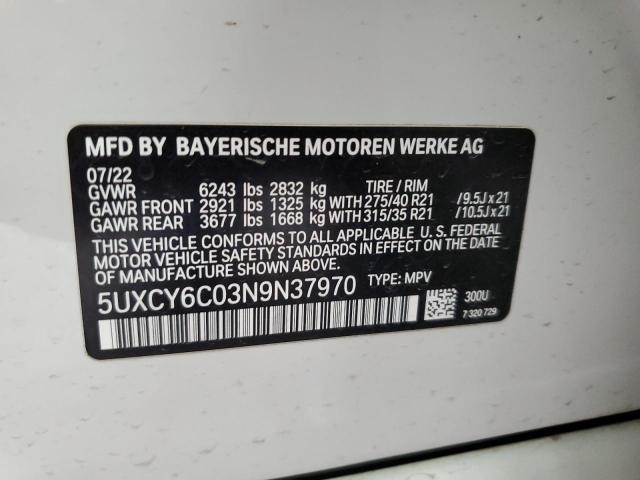 MFD BY BAYERISCHE MOTOREN WERKE AG
07/22
GVWR 6243 lbs 2832 kg TIRE / RIM
GAWR FRONT 2921 lbs 1325 kg WITH 275/40 R21 / 9.5J x 21
GAWR REAR 3677 lbs 1668 kg WITH 315/35 R21 / 10.5J x 21
THIS VEHICLE CONFORMS TO ALL APPLICABLE U. S. FEDERAL
MOTOR VEHICLE SAFETY STANDARDS IN EFFECT ON THE DATE
OF MANUFACTURE SHOWN ABOVE.
5UXCY6C03N9N37970 TYPE: MPV
300U
7 320 729